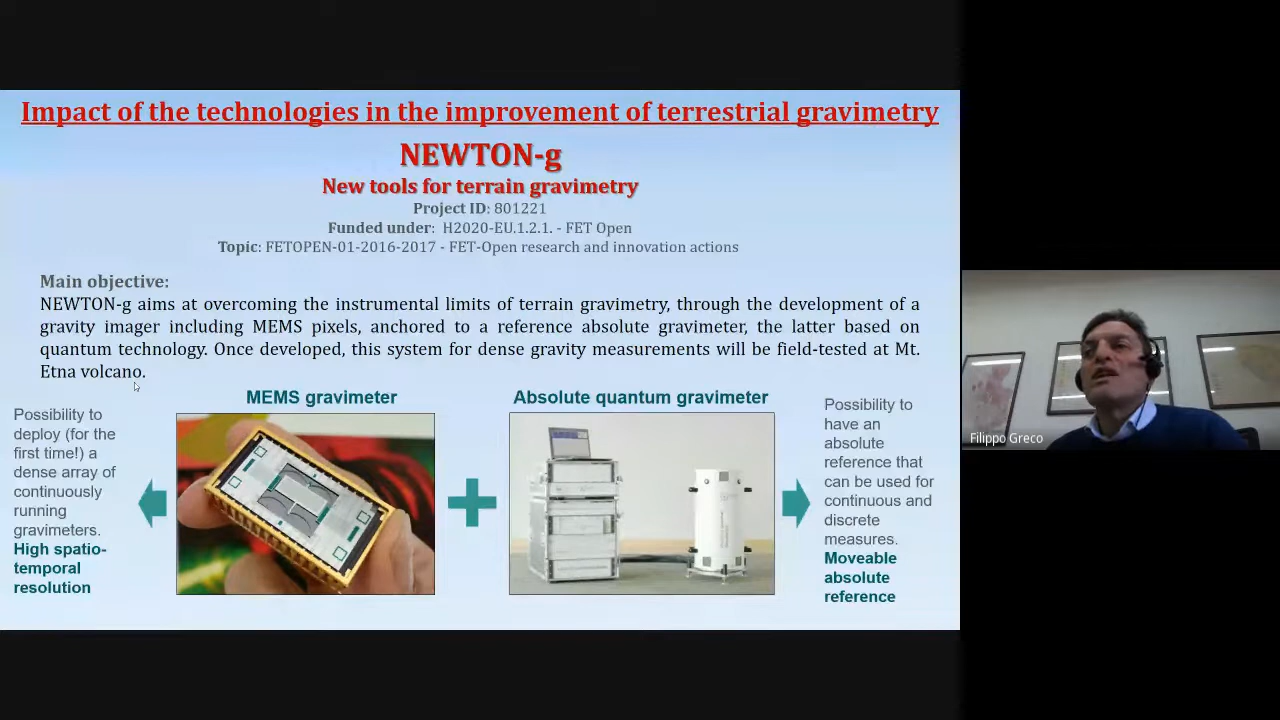 Impact of the technologies in the improvement of terrestrial gravimetry
NEWTON-g
New tools for terrain gravimetry
Project ID: 801221
Funded under: H2020-EU.1.2.1. - FET Open
Topic: FETOPEN-01-2016-2017 - FET-Open research and innovation actions
Main objective:
NEWTON-g aims at overcoming the instrumental limits of terrain gravimetry, through the development of a
gravity imager including MEMS pixels, anchored to a reference absolute gravimeter, the latter based on
quantum technology. Once developed, this system for dense gravity measurements will be field-tested at Mt.
Etna volcano.
Possibility to
deploy (for the
first time!) a
dense array of
continuously
running
gravimeters.
High spatio-
temporal
resolution
MEMS gravimeter
Absolute quantum gravimeter
Possibility to
have an
absolute
reference that
can be used for
continuous and
discrete
measures.
Moveable
absolute
reference
Filippo Greco